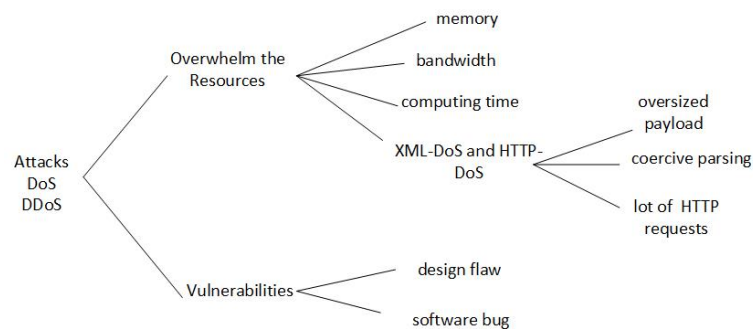 memory
Overwhelm the
Resources
bandwidth
computing time
oversized
payload
XML-DoS and HTTP-
DoS
coercive parsing
Attacks
DoS
DDoS
lot of HTTP
requests
design flaw
Vulnerabilities
software bug